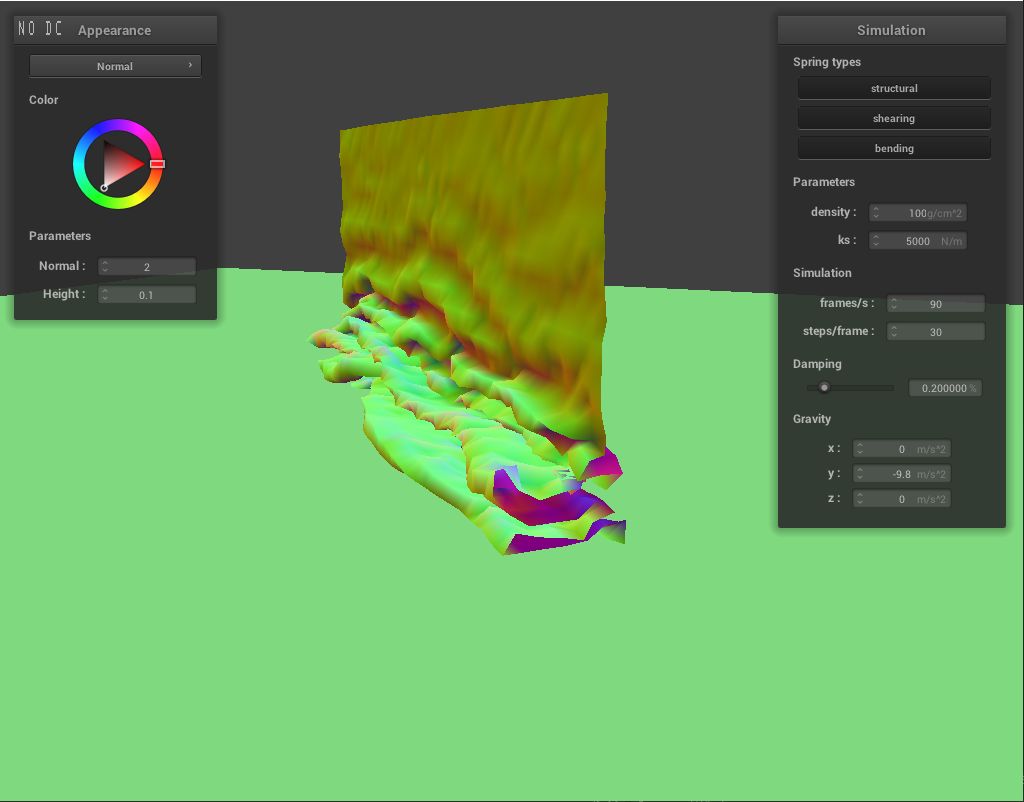 NO DC
Appearance
Normal
Color
Parameters
Normal :
2
Height :
0.1
Simulation
Spring types
structural
shearing
bending
Parameters
density :
100 g/cm^2
ks :
5000 N/m
Simulation
frames/s :
90
steps/frame :
30
Damping
0.200000 %
Gravity
x :
0 m/s^2
y :
-9.8 m/s^2
z :
0 m/s^2